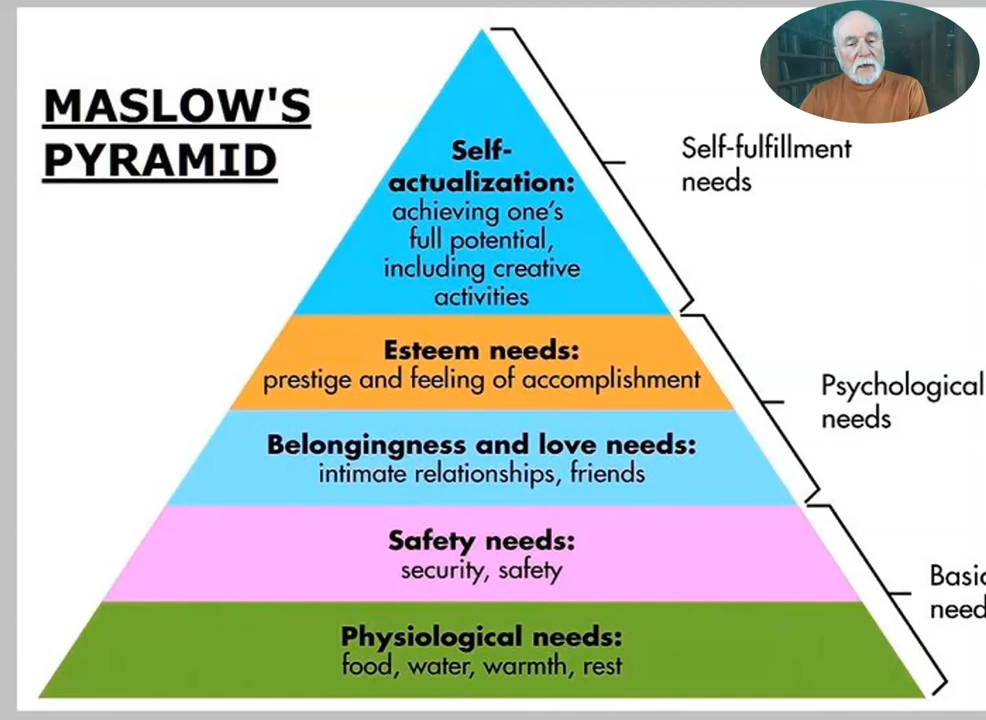 MASLOW'S
PYRAMID
Self-
actualization:
achieving one's
full potential,
including creative
activities
Self-fulfillment
needs
Esteem needs:
prestige and feeling of accomplishment
Psychological
needs
Belongingness and love needs:
intimate relationships, friends
Safety needs:
security, safety
Basic
need
Physiological needs:
food, water, warmth, rest